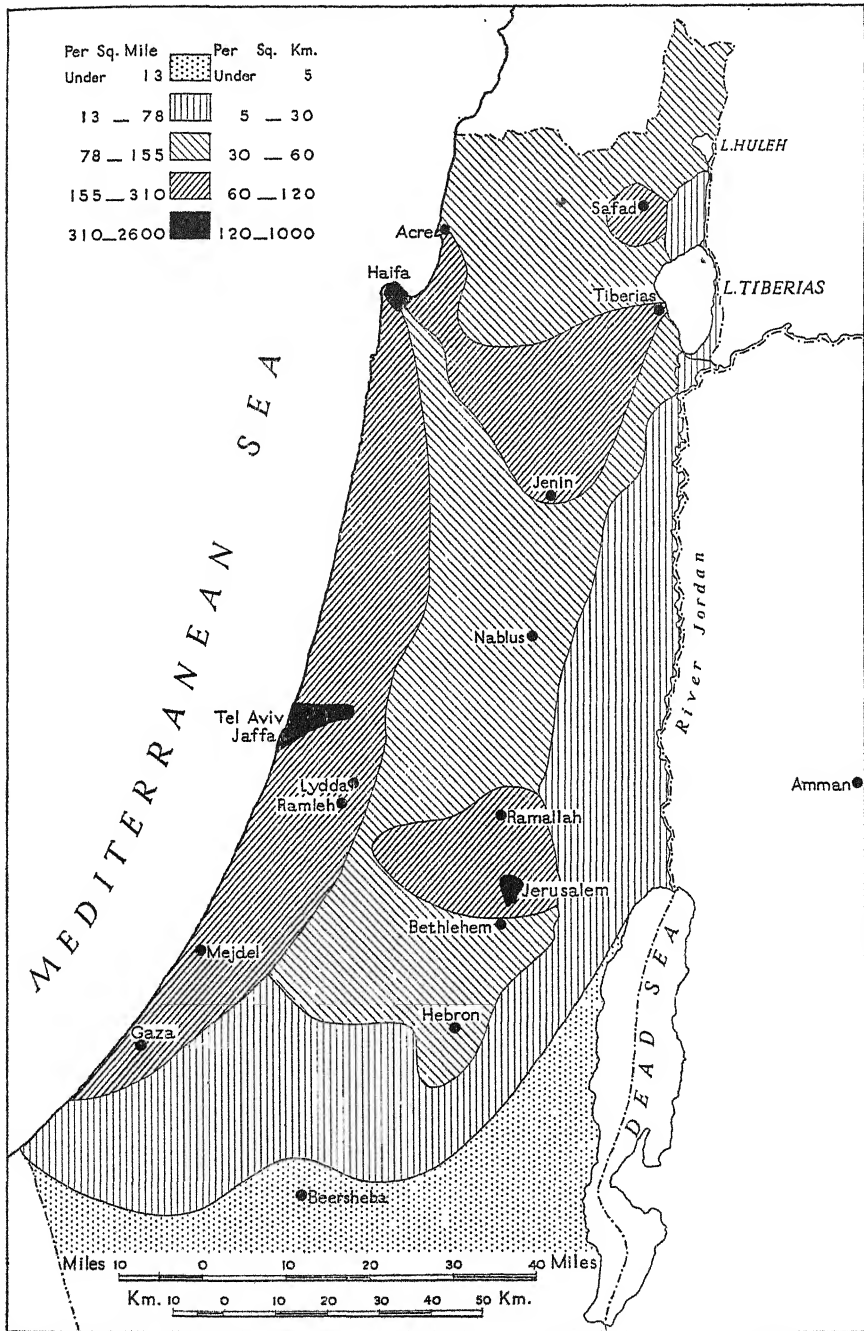 Per Sq. Mile Per Sq. Km.
Under 13 Under 5
13 — 78 5 — 30
78 — 155 30 — 60
155 — 310 60 — 120
310 — 2600 120 — 1000
L. HULEH
Safad
Acre
Haifa
L. TIBERIAS
Tiberias
MEDITERRANEAN SEA
Jenin
River Jordan
Nablus
Tel Aviv
Jaffa
Lydda
Ramleh
Amman
Ramallah
Jerusalem
Bethlehem
Mejdel
DEAD SEA
Hebron
Gaza
Beersheba
Miles 10 0 10 20 30 40 Miles
Km. 10 0 10 20 30 40 50 Km.